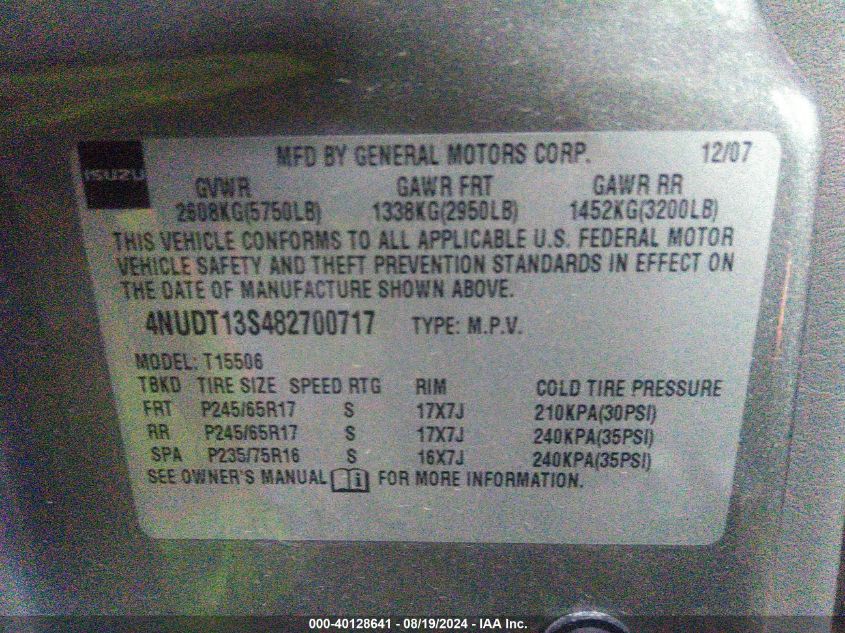 ISUZU
MFD BY GENERAL MOTORS CORP. 12/07
GVWR GAWR FRT GAWR RR
2608KG(5750LB) 1338KG(2950LB) 1452KG(3200LB)
THIS VEHICLE CONFORMS TO ALL APPLICABLE U.S. FEDERAL MOTOR
VEHICLE SAFETY AND THEFT PREVENTION STANDARDS IN EFFECT ON
THE DATE OF MANUFACTURE SHOWN ABOVE.
4NUDT13S482700717 TYPE: M.P.V.
MODEL: T15506
TBKD TIRE SIZE SPEED RTG RIM COLD TIRE PRESSURE
FRT P245/65R17 S 17X7J 210KPA(30PSI)
RR P245/65R17 S 17X7J 240KPA(35PSI)
SPA P235/75R16 S 16X7J 240KPA(35PSI)
SEE OWNER'S MANUAL FOR MORE INFORMATION.
000-40128641 - 08/19/2024 - IAA Inc.